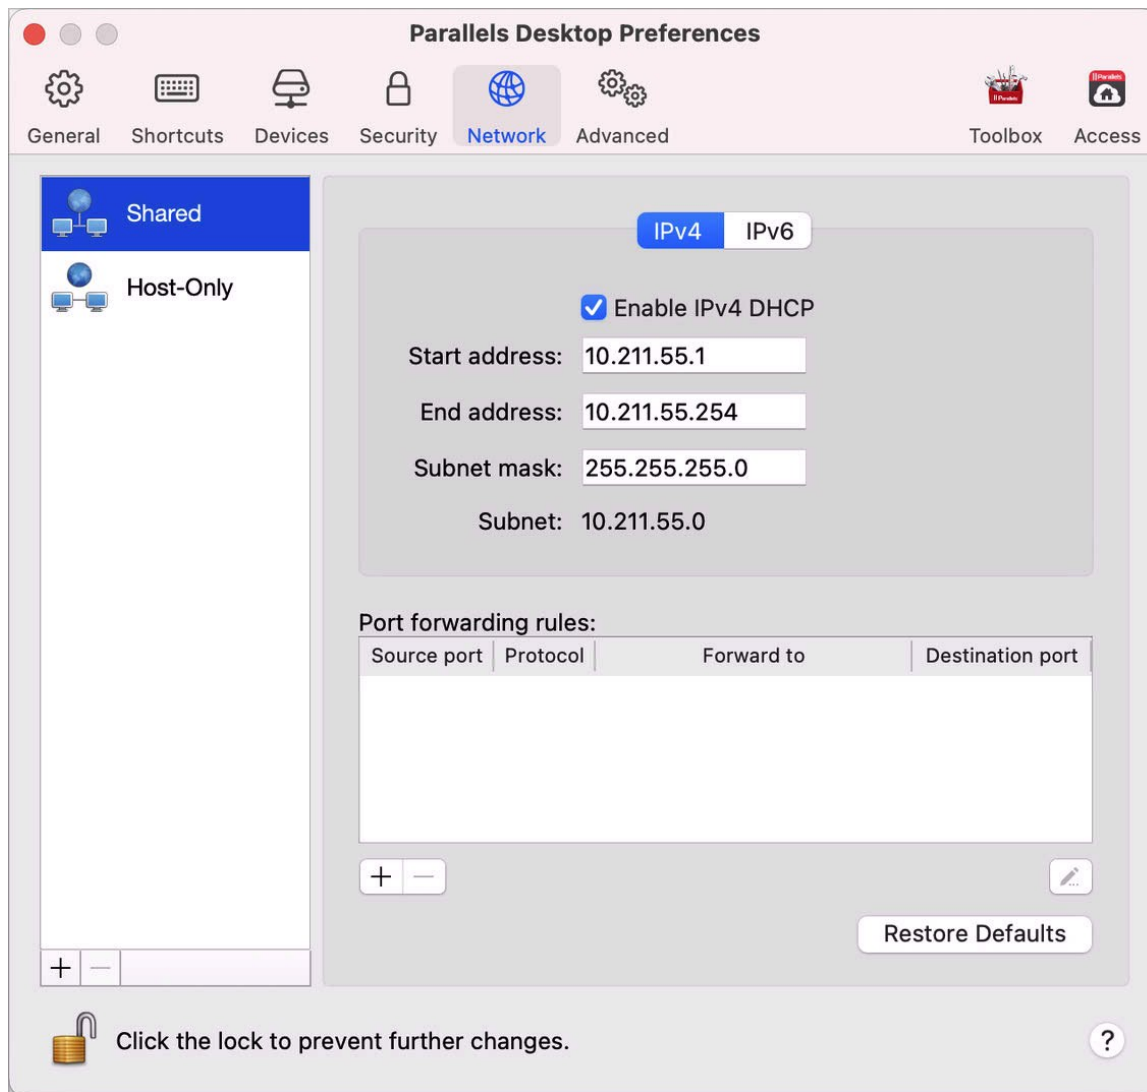 Parallels Desktop Preferences
General Shortcuts Devices Security Network Advanced Toolbox Access
Shared
Host-Only
IPv4 IPv6
Enable IPv4 DHCP
Start address: 10.211.55.1
End address: 10.211.55.254
Subnet mask: 255.255.255.0
Subnet: 10.211.55.0
Port forwarding rules:
Source port Protocol Forward to Destination port
Restore Defaults
Click the lock to prevent further changes.
?